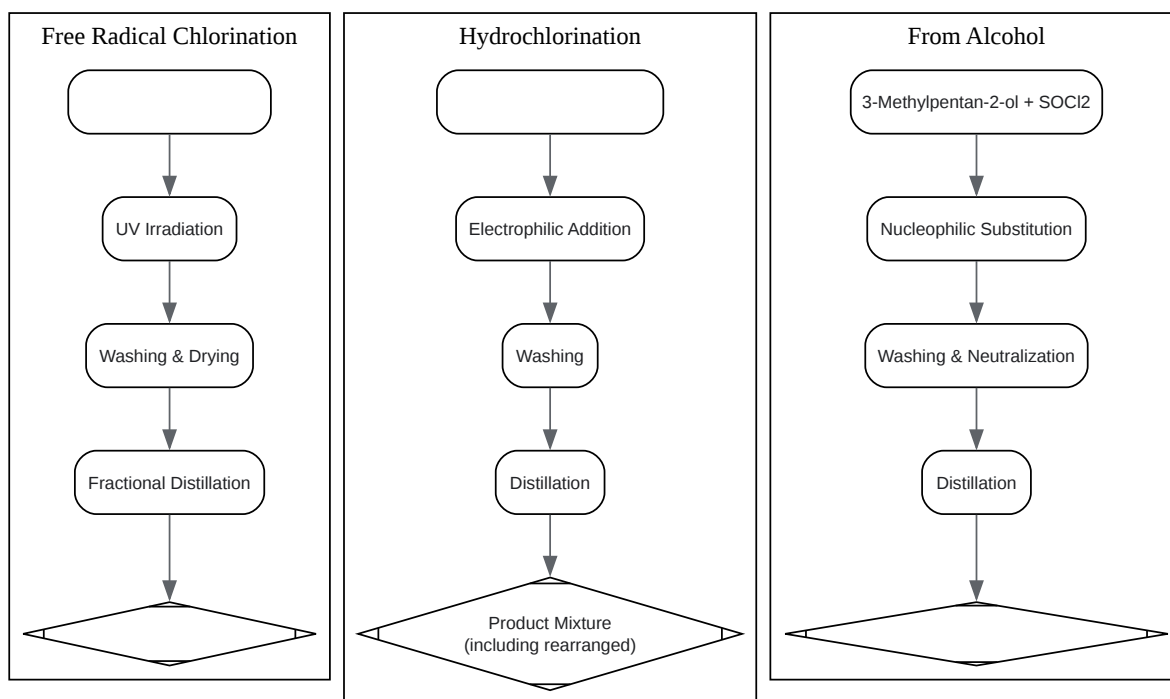 Free Radical Chlorination
UV Irradiation
Washing & Drying
Fractional Distillation
Hydrochlorination
Electrophilic Addition
Washing
Distillation
Product Mixture
(including rearranged)
From Alcohol
3-Methylpentan-2-ol + SOCl2
Nucleophilic Substitution
Washing & Neutralization
Distillation